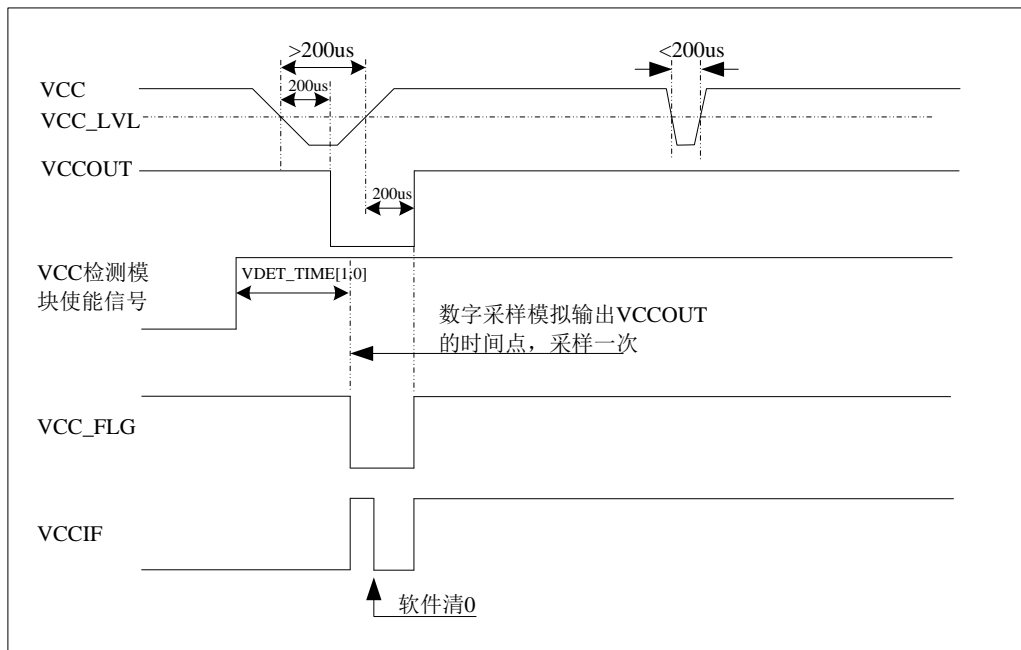 >200us
<200us
200us
VCC
VCC_LVL
VCCOUT
200us
VCC检测模
块使能信号
VDET_TIME[1:0]
数字采样模拟输出VCCOUT
的时间点，采样一次
VCC_FLG
VCCIF
软件清0